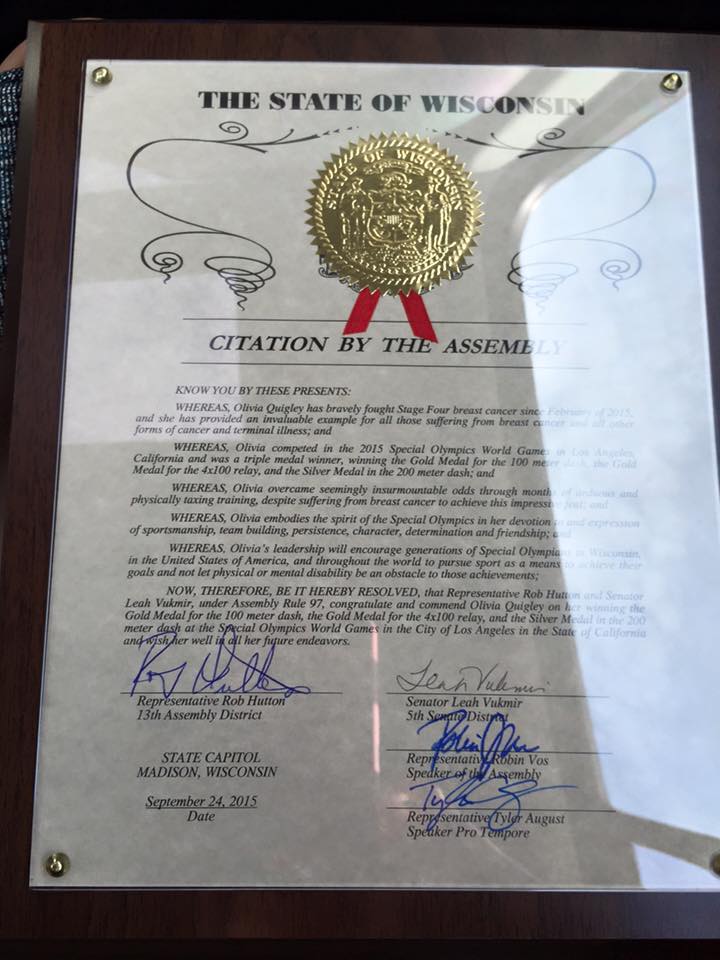 THE STATE OF WISCONSIN
STATE OF WISCONSIN
CITATION BY THE ASSEMBLY
KNOW YOU BY THESE PRESENTS:
WHEREAS, Olivia Quigley has bravely fought Stage Four breast cancer since February of 2015,
and she has provided an invaluable example for all those suffering from breast cancer and all other
forms of cancer and terminal illness; and
WHEREAS, Olivia competed in the 2015 Special Olympics World Games in Los Angeles,
California and was a triple medal winner, winning the Gold Medal for the 100 meter dash, the Gold
Medal for the 4x100 relay, and the Silver Medal in the 200 meter dash; and
WHEREAS, Olivia overcame seemingly insurmountable odds through months of arduous and
physically taxing training, despite suffering from breast cancer to achieve this impressive feat; and
WHEREAS, Olivia embodies the spirit of the Special Olympics in her devotion to and expression
of sportsmanship, team building, persistence, character, determination and friendship; and
WHEREAS, Olivia's leadership will encourage generations of Special Olympians in Wisconsin,
in the United States of America, and throughout the world to pursue sport as a means to achieve their
goals and not let physical or mental disability be an obstacle to those achievements;
NOW, THEREFORE, BE IT HEREBY RESOLVED, that Representative Rob Hutton and Senator
Leah Vukmir, under Assembly Rule 97, congratulate and commend Olivia Quigley on her winning the
Gold Medal for the 100 meter dash, the Gold Medal for the 4x100 relay, and the Silver Medal in the 200
meter dash at the Special Olympics World Games in the City of Los Angeles in the State of California
and wish her well in all her future endeavors.
Rob Hutton
Representative Rob Hutton
13th Assembly District
Leah Vukmir
Senator Leah Vukmir
5th Senate District
Representative Robin Vos
Speaker of the Assembly
Representative Tyler August
Speaker Pro Tempore
STATE CAPITOL
MADISON, WISCONSIN
September 24, 2015
Date